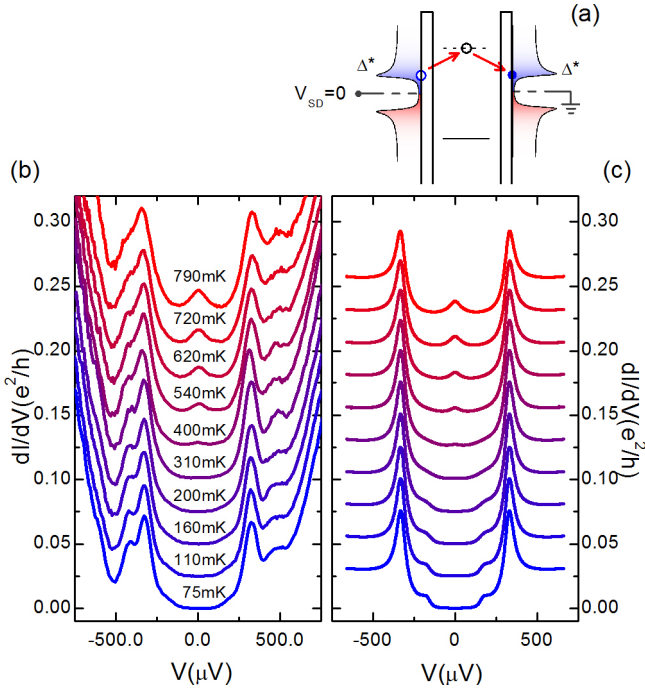 (a)
Δ* Δ*
V_SD=0
(b) (c)
dI/dV(e²/h)
0.30
0.25
0.20
0.15
0.10
0.05
0.00
790mK
720mK
620mK
540mK
400mK
310mK
200mK
160mK
110mK
75mK
-500.0 0.0 500.0
V(μV)
0.30
0.25
0.20
0.15
0.10
0.05
0.00
dI/dV(e²/h)
-500 0 500
V(μV)